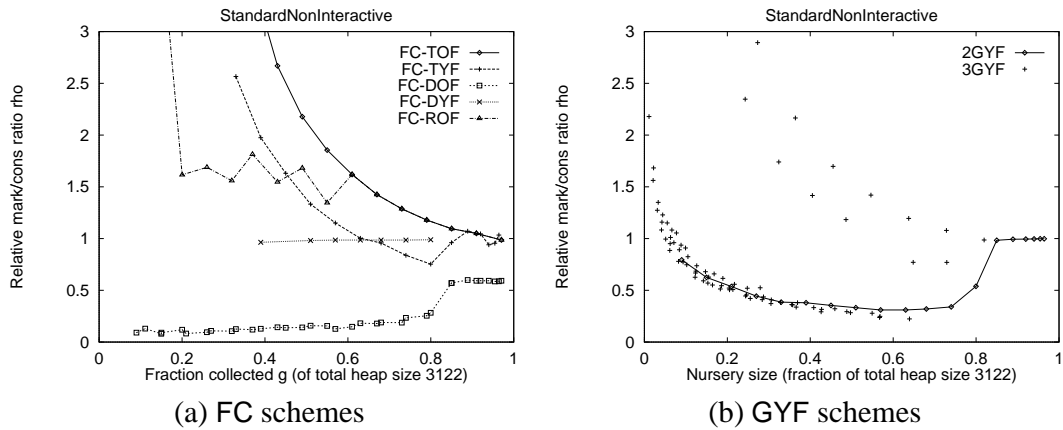 StandardNonInteractive
Relative mark/cons ratio rho
3
2.5
2
1.5
1
0.5
0
FC-TOF
FC-TYF
FC-DOF
FC-DYF
FC-ROF
0 0.2 0.4 0.6 0.8 1
Fraction collected g (of total heap size 3122)
(a) FC schemes
StandardNonInteractive
Relative mark/cons ratio rho
3
2.5
2
1.5
1
0.5
0
2GYF
3GYF
0 0.2 0.4 0.6 0.8 1
Nursery size (fraction of total heap size 3122)
(b) GYF schemes